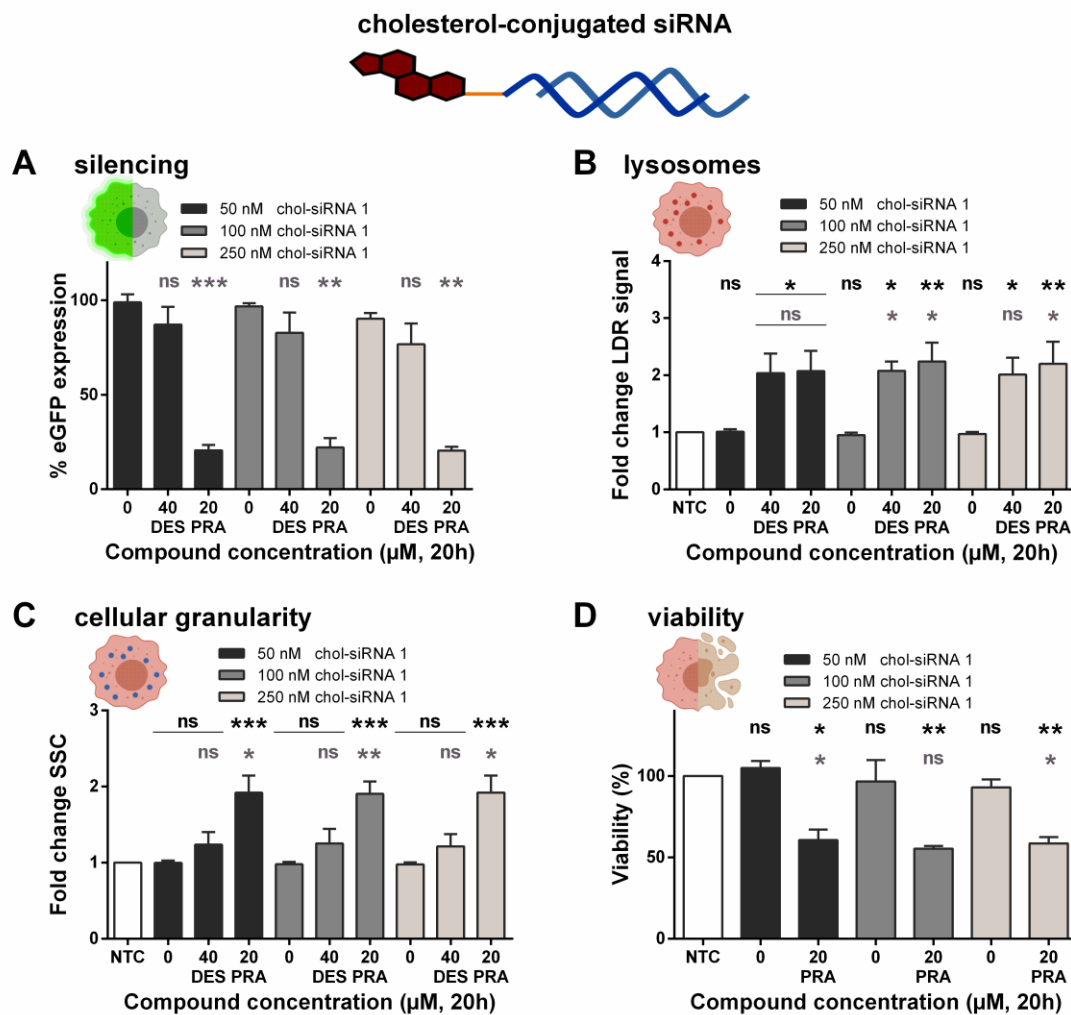 cholesterol-conjugated siRNA
A silencing
50 nM chol-siRNA 1
100 nM chol-siRNA 1
250 nM chol-siRNA 1
ns *** ns ** ns **
% eGFP expression
100
50
0
0 40 20 0 40 20 0 40 20
DES PRA DES PRA DES PRA
Compound concentration (µM, 20h)
B lysosomes
50 nM chol-siRNA 1
100 nM chol-siRNA 1
250 nM chol-siRNA 1
ns * ns * ** ns * **
ns * * ns *
Fold change LDR signal
4
3
2
1
0
NTC 0 40 20 0 40 20 0 40 20
DES PRA DES PRA DES PRA
Compound concentration (µM, 20h)
C cellular granularity
50 nM chol-siRNA 1
100 nM chol-siRNA 1
250 nM chol-siRNA 1
ns *** ns *** ns ***
ns * ns ** ns *
Fold change SSC
3
2
1
0
NTC 0 40 20 0 40 20 0 40 20
DES PRA DES PRA DES PRA
Compound concentration (µM, 20h)
D viability
50 nM chol-siRNA 1
100 nM chol-siRNA 1
250 nM chol-siRNA 1
ns * ns ** ns **
* ns *
Viability (%)
100
50
0
NTC 0 20 0 20 0 20
PRA PRA PRA
Compound concentration (µM, 20h)